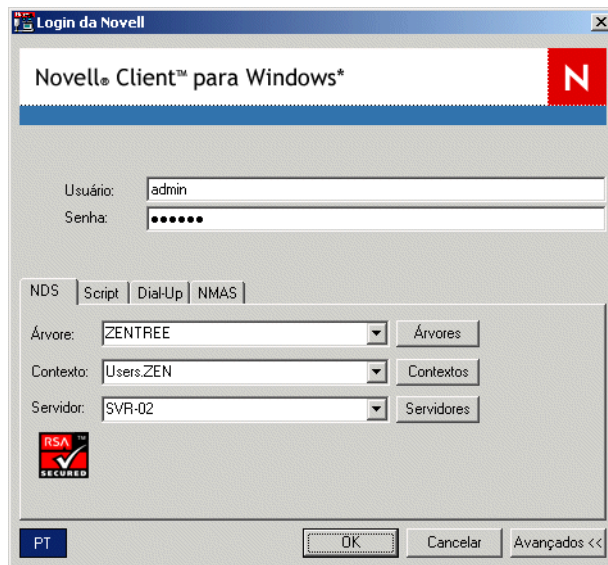 Login da Novell
Novell® Client™ para Windows*
N
Usuário: admin
Senha: ••••••
NDS Script Dial-Up NMAS
Árvore: ZENTREE Árvores
Contexto: Users.ZEN Contextos
Servidor: SVR-02 Servidores
RSA ™
SECURED
PT OK Cancelar Avançados <<